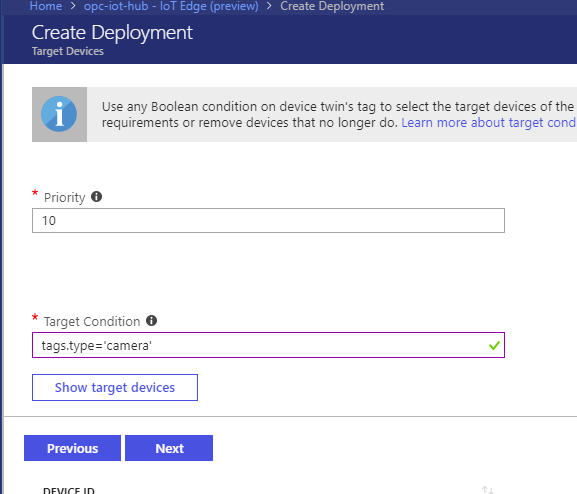 Home > opc-iot-hub - IoT Edge (preview) > Create Deployment
Create Deployment
Target Devices
Use any Boolean condition on device twin's tag to select the target devices of the
requirements or remove devices that no longer do. Learn more about target cond
* Priority
10
* Target Condition
tags.type='camera'
Show target devices
Previous Next
DEVICE ID